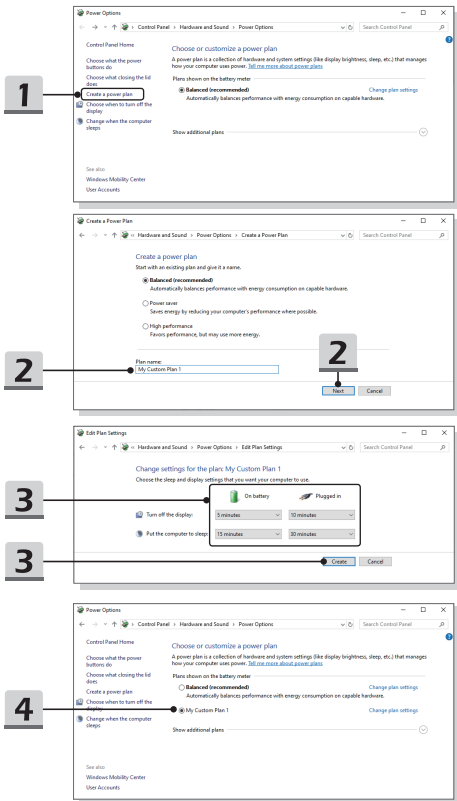 Power Options
Control Panel › Hardware and Sound › Power Options
Search Control Panel
Control Panel Home
Choose what the power
buttons do
Choose what closing the lid
does
Create a power plan
Choose when to turn off the
display
Change when the computer
sleeps
See also
Windows Mobility Center
User Accounts
Choose or customize a power plan
A power plan is a collection of hardware and system settings (like display brightness, sleep, etc.) that manages
how your computer uses power. Tell me more about power plans
Plans shown on the battery meter
Balanced (recommended)
Change plan settings
Automatically balances performance with energy consumption on capable hardware.
Show additional plans
1
Create a Power Plan
« Hardware and Sound › Power Options › Create a Power Plan
Search Control Panel
Create a power plan
Start with an existing plan and give it a name.
Balanced (recommended)
Automatically balances performance with energy consumption on capable hardware.
Power saver
Saves energy by reducing your computer's performance where possible.
High performance
Favors performance, but may use more energy.
Plan name:
My Custom Plan 1
2
2
Next
Cancel
Edit Plan Settings
« Hardware and Sound › Power Options › Edit Plan Settings
Search Control Panel
Change settings for the plan: My Custom Plan 1
Choose the sleep and display settings that you want your computer to use.
On battery
Plugged in
Turn off the display:
5 minutes
10 minutes
Put the computer to sleep:
15 minutes
30 minutes
3
3
Create
Cancel
Power Options
Control Panel › Hardware and Sound › Power Options
Search Control Panel
Control Panel Home
Choose what the power
buttons do
Choose what closing the lid
does
Create a power plan
Choose when to turn off the
display
Change when the computer
sleeps
See also
Windows Mobility Center
User Accounts
Choose or customize a power plan
A power plan is a collection of hardware and system settings (like display brightness, sleep, etc.) that manages
how your computer uses power. Tell me more about power plans
Plans shown on the battery meter
Balanced (recommended)
Change plan settings
Automatically balances performance with energy consumption on capable hardware.
My Custom Plan 1
Change plan settings
Show additional plans
4